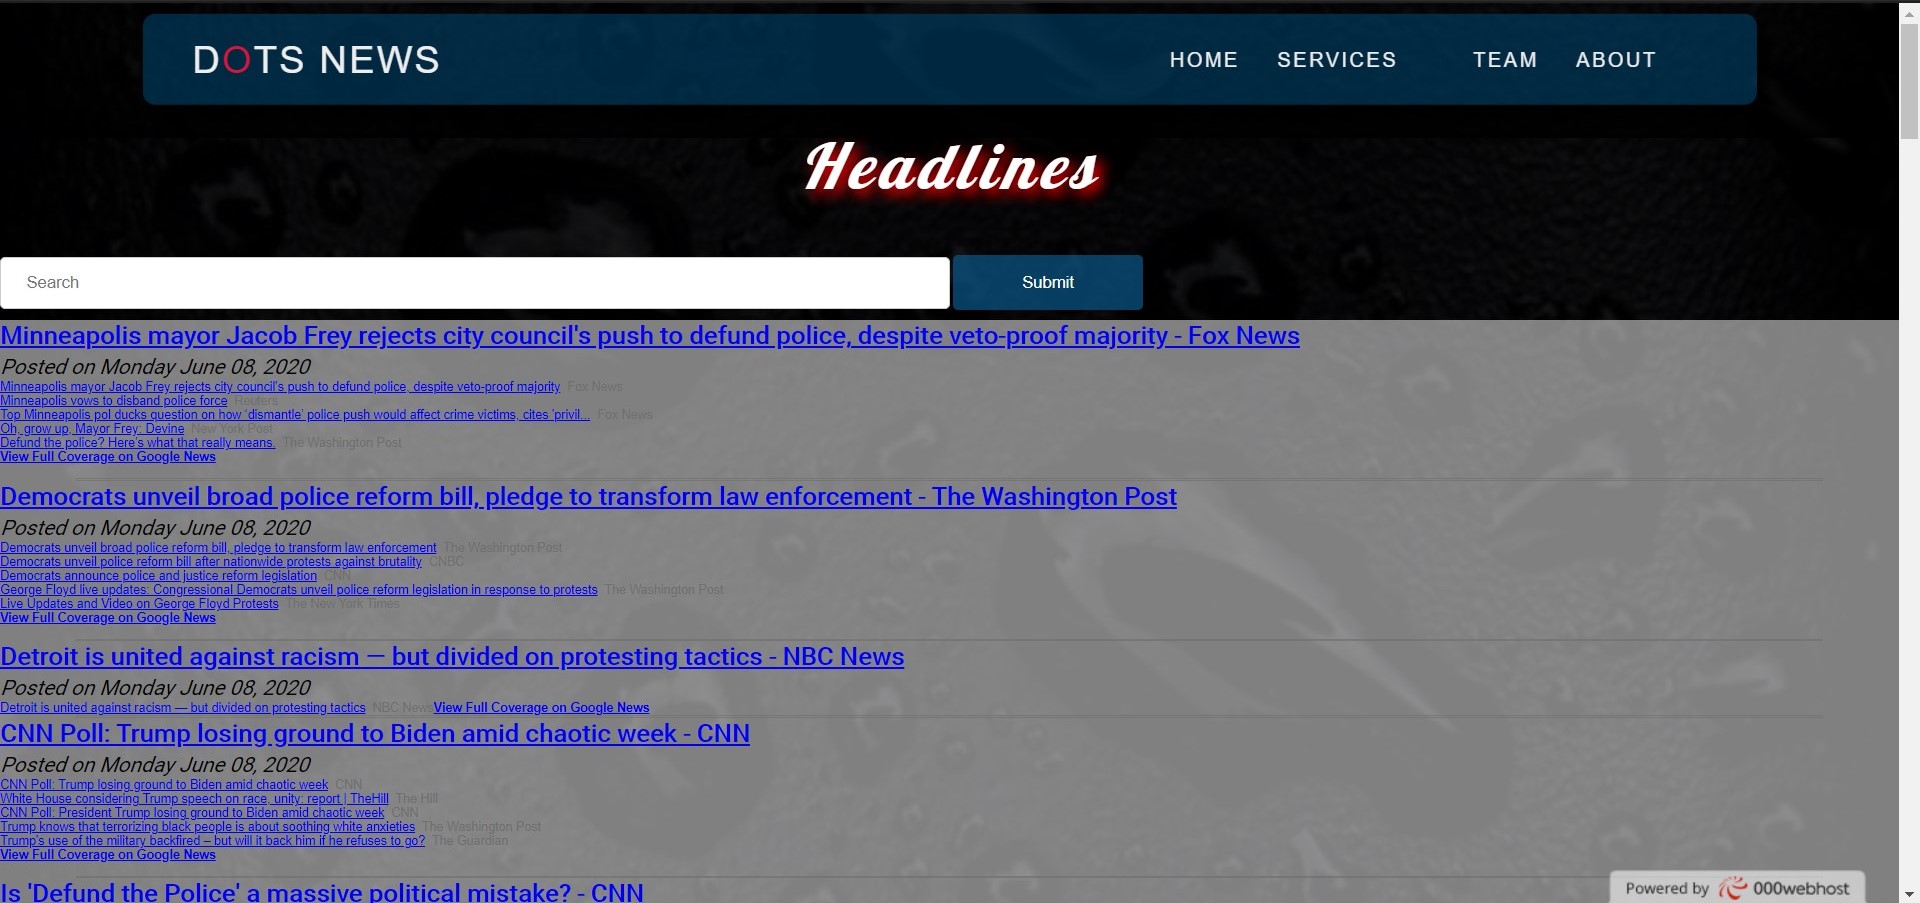 DOTS NEWS
HOME SERVICES TEAM ABOUT
Headlines
Search
Submit
Minneapolis mayor Jacob Frey rejects city council's push to defund police, despite veto-proof majority - Fox News
Posted on Monday June 08, 2020
Minneapolis mayor Jacob Frey rejects city council's push to defund police, despite veto-proof majority Fox News
Minneapolis vows to disband police force Reuters
Top Minneapolis pol ducks question on how 'dismantle' police push would affect crime victims, cites 'privil... Fox News
Oh, grow up, Mayor Frey: Devine New York Post
Defund the police? Here's what that really means. The Washington Post
View Full Coverage on Google News
Democrats unveil broad police reform bill, pledge to transform law enforcement - The Washington Post
Posted on Monday June 08, 2020
Democrats unveil broad police reform bill, pledge to transform law enforcement The Washington Post
Democrats unveil police reform bill after nationwide protests against brutality CNBC
Democrats announce police and justice reform legislation CNN
George Floyd live updates: Congressional Democrats unveil police reform legislation in response to protests The Washington Post
Live Updates and Video on George Floyd Protests The New York Times
View Full Coverage on Google News
Detroit is united against racism — but divided on protesting tactics - NBC News
Posted on Monday June 08, 2020
Detroit is united against racism — but divided on protesting tactics NBC NewsView Full Coverage on Google News
CNN Poll: Trump losing ground to Biden amid chaotic week - CNN
Posted on Monday June 08, 2020
CNN Poll: Trump losing ground to Biden amid chaotic week CNN
White House considering Trump speech on race, unity: report | TheHill The Hill
CNN Poll: President Trump losing ground to Biden amid chaotic week CNN
Trump knows that terrorizing black people is about soothing white anxieties The Washington Post
Trump's use of the military backfired – but will it back him if he refuses to go? The Guardian
View Full Coverage on Google News
Is 'Defund the Police' a massive political mistake? - CNN
Powered by 000webhost